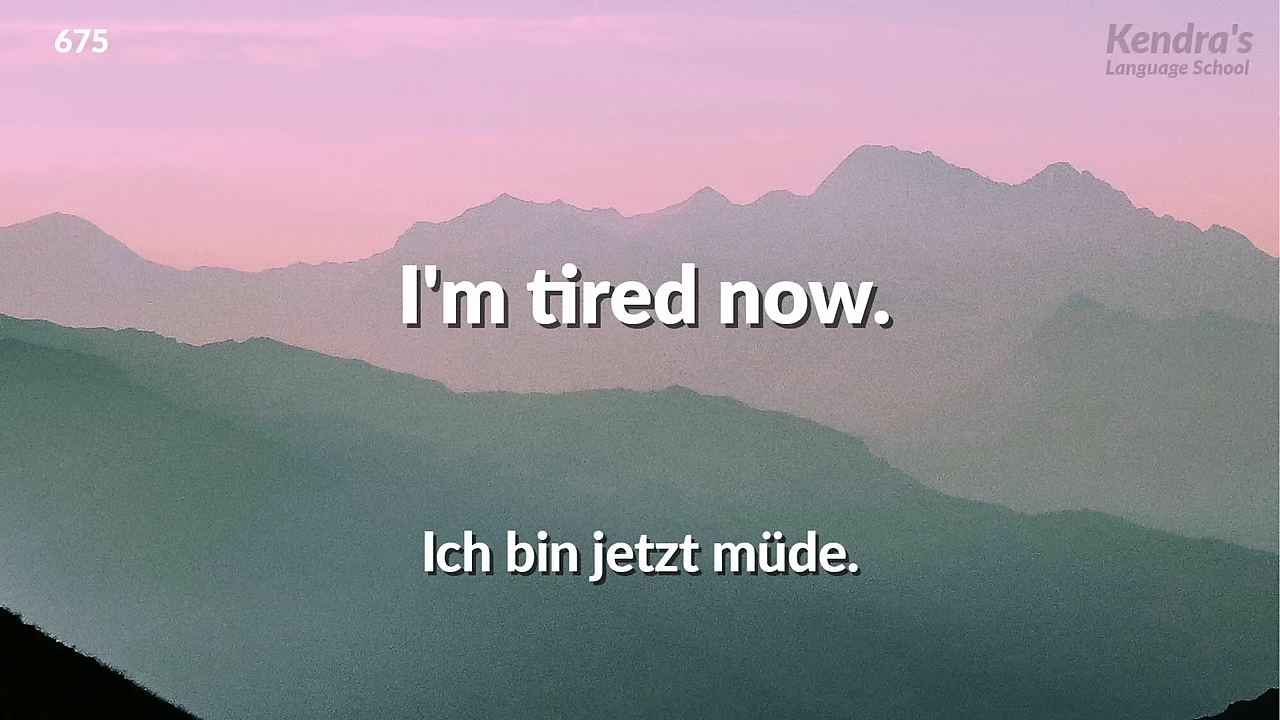 675
Kendra's
Language School
I'm tired now.
Ich bin jetzt müde.